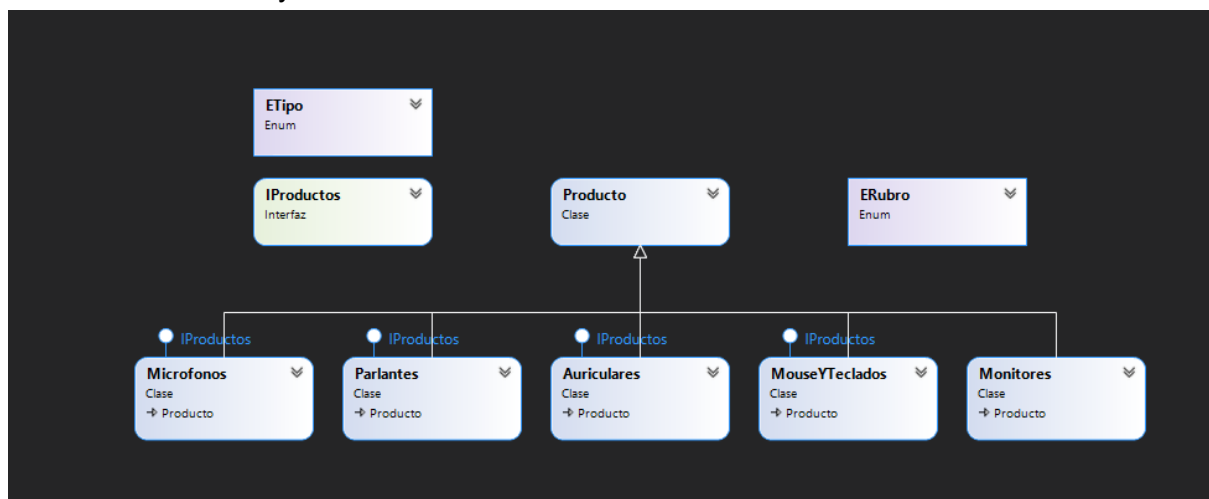 ETipo
Enum
IProductos
Interfaz
Producto
Clase
ERubro
Enum
IProductos
IProductos
IProductos
IProductos
Microfonos
Clase
Producto
Parlantes
Clase
Producto
Auriculares
Clase
Producto
MouseYTeclados
Clase
Producto
Monitores
Clase
Producto